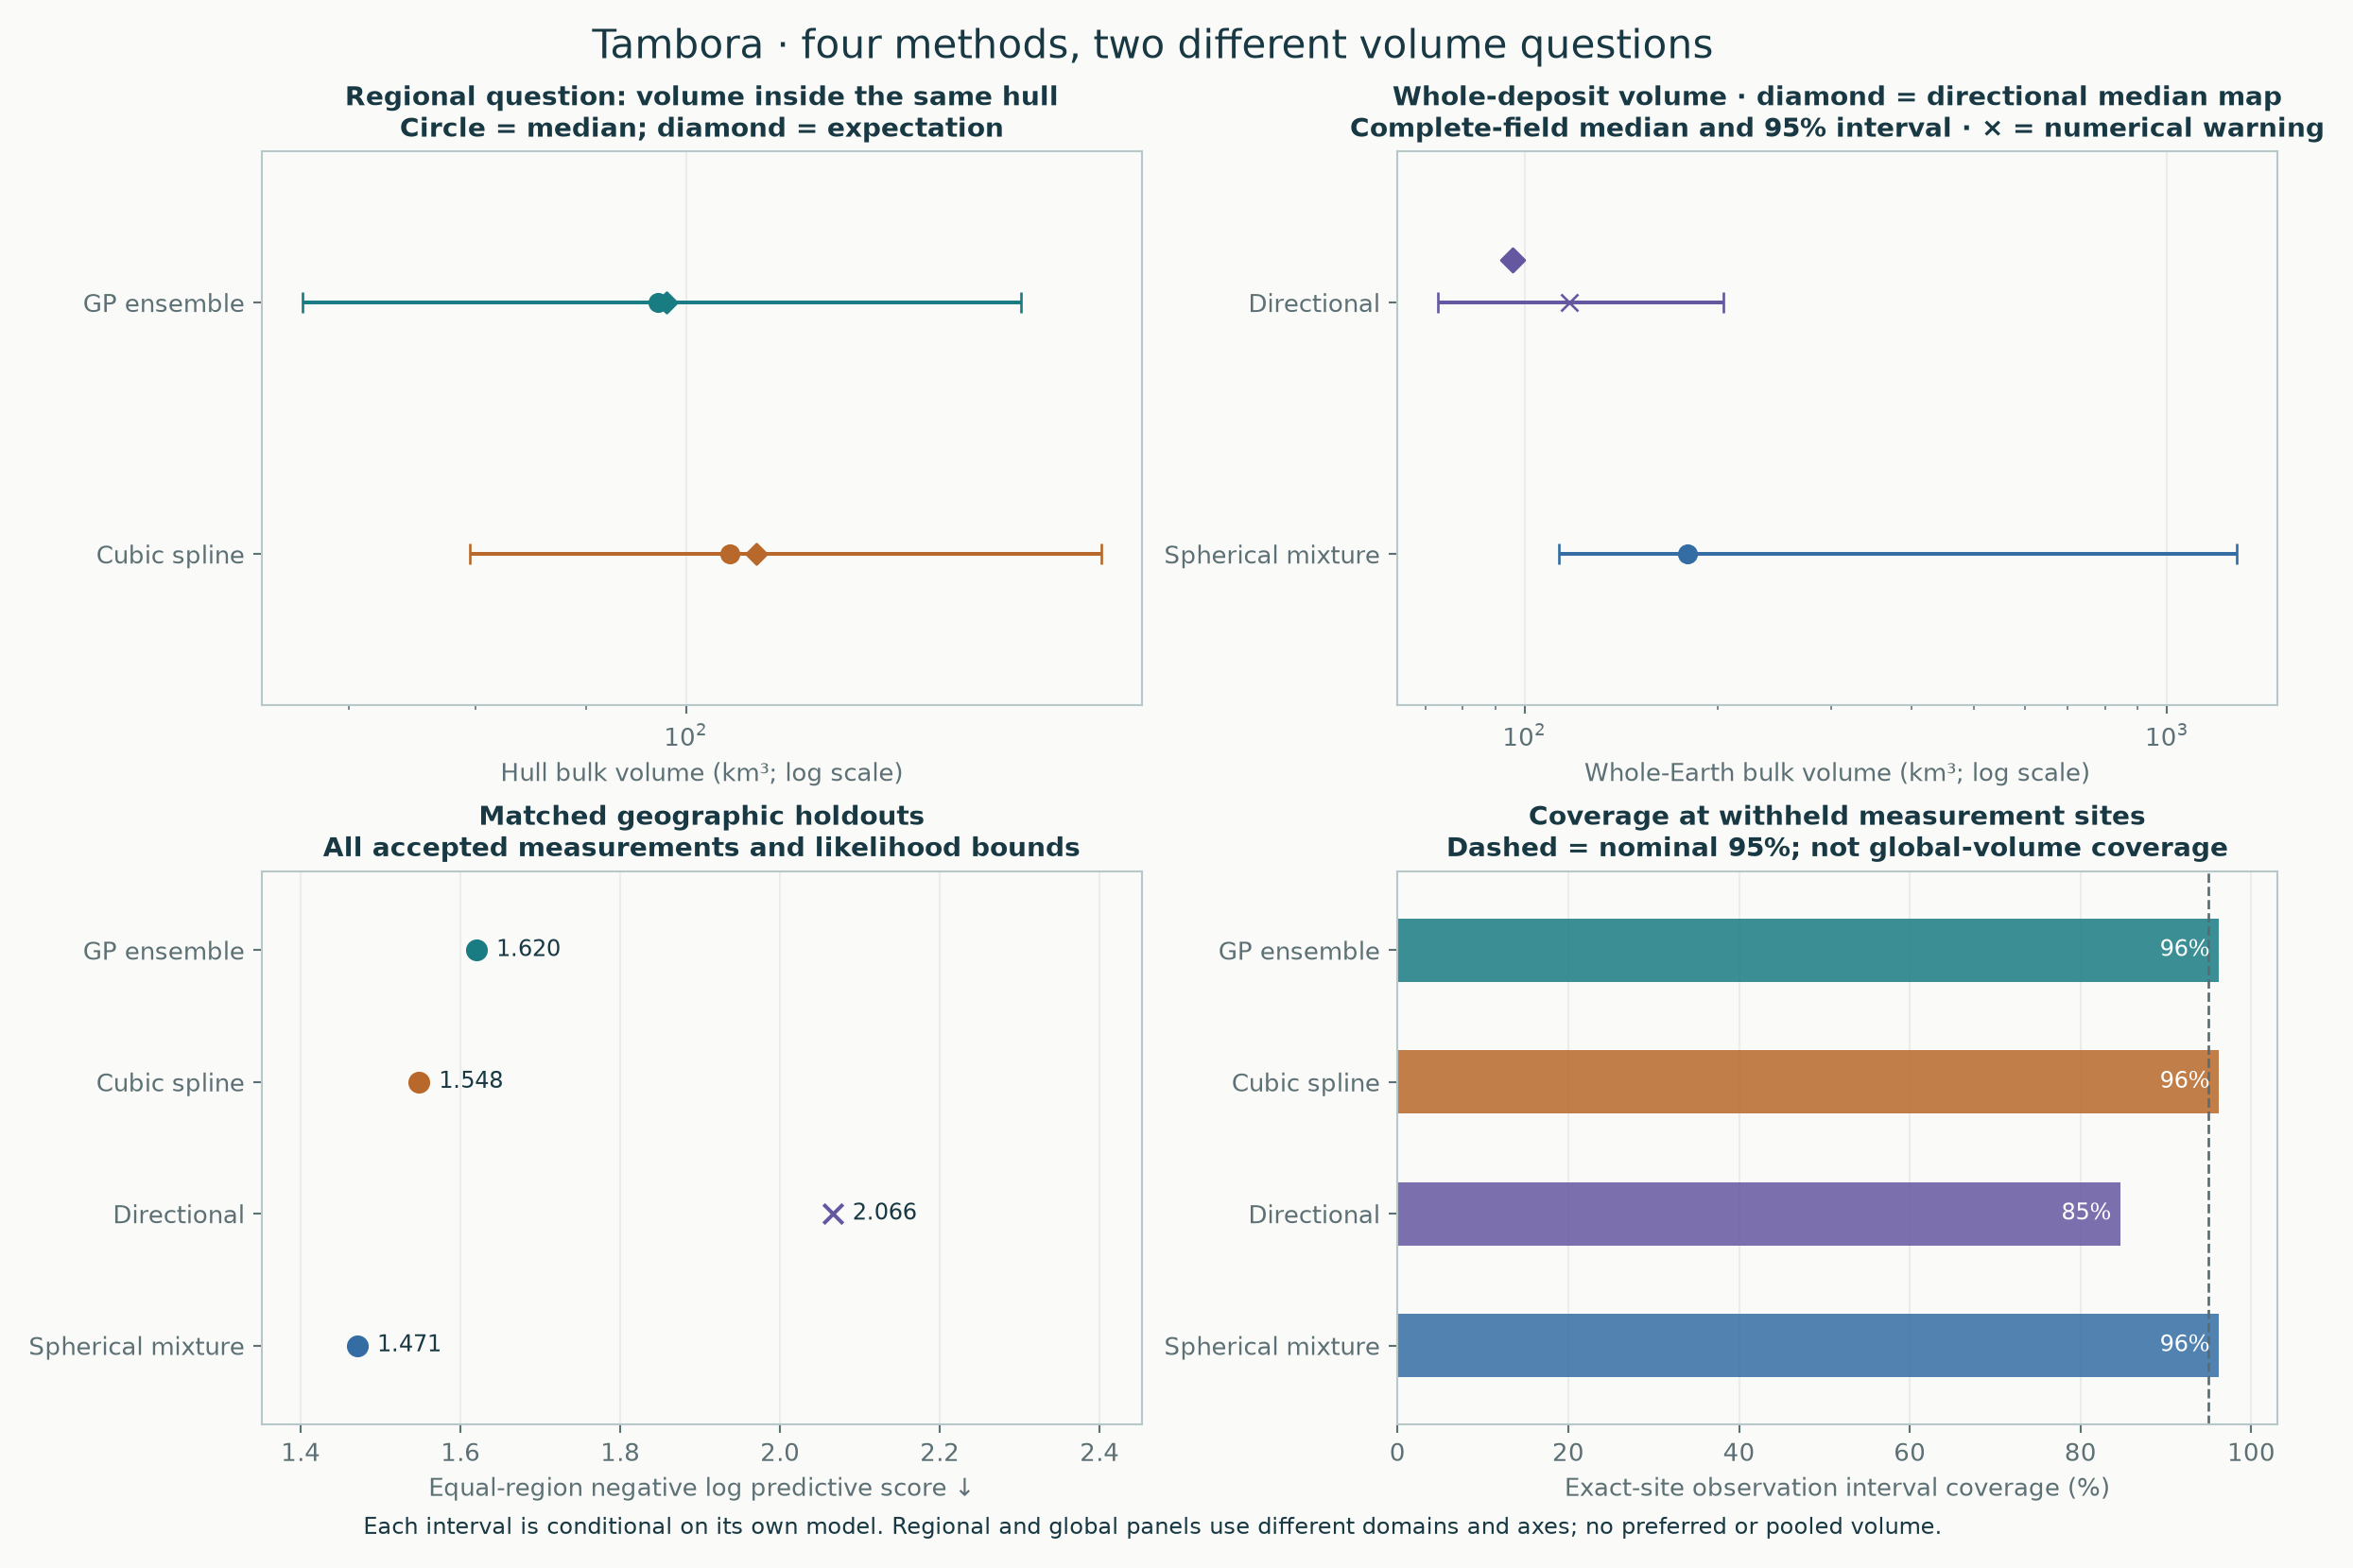 Tambora · four methods, two different volume questions
Regional question: volume inside the same hull
Circle = median; diamond = expectation
GP ensemble
Cubic spline
10²
Hull bulk volume (km³; log scale)
Whole-deposit volume · diamond = directional median map
Complete-field median and 95% interval · × = numerical warning
Directional
Spherical mixture
10²
10³
Whole-Earth bulk volume (km³; log scale)
Matched geographic holdouts
All accepted measurements and likelihood bounds
GP ensemble
1.620
Cubic spline
1.548
Directional
2.066
Spherical mixture
1.471
1.4 1.6 1.8 2.0 2.2 2.4
Equal-region negative log predictive score ↓
Coverage at withheld measurement sites
Dashed = nominal 95%; not global-volume coverage
GP ensemble
96%
Cubic spline
96%
Directional
85%
Spherical mixture
96%
0 20 40 60 80 100
Exact-site observation interval coverage (%)
Each interval is conditional on its own model. Regional and global panels use different domains and axes; no preferred or pooled volume.